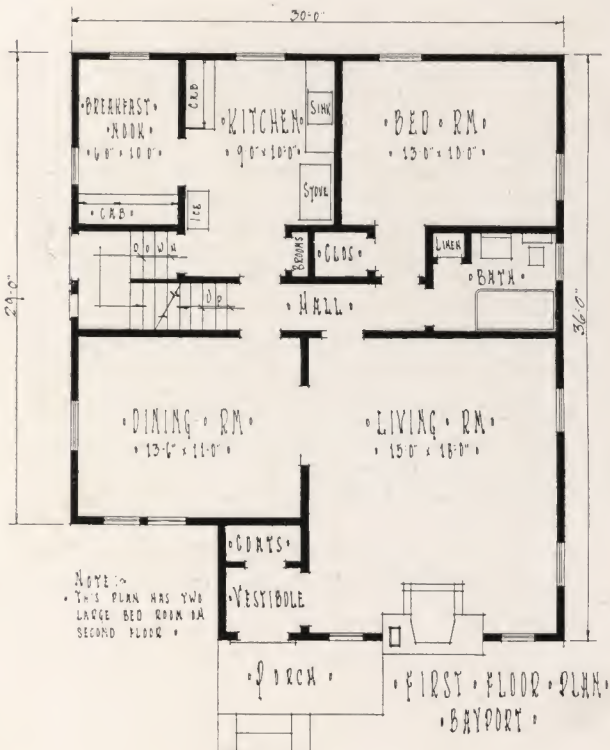 30'-0"
29'-0"
36'-0"
• BREAKFAST •
• NOOK •
• 6'0" x 10'0" •
CAB
• CAB •
• KITCHEN •
• 9'0" x 10'0" •
SINK
STOVE
ICE
BROOMS
• BED RM •
• 13'-0" x 10'-0" •
• CLOS •
LINEN
• BATH •
DOWN
UP
• HALL •
• DINING • RM •
• 13'-6" x 11'-0" •
• LIVING • RM •
• 15'0" x 18'-0" •
• COATS •
• VESTIBULE •
NOTE:~
• THIS PLAN HAS TWO
LARGE BED ROOM ON
SECOND FLOOR •
• PORCH •
• FIRST • FLOOR • PLAN •
• BAYPORT •